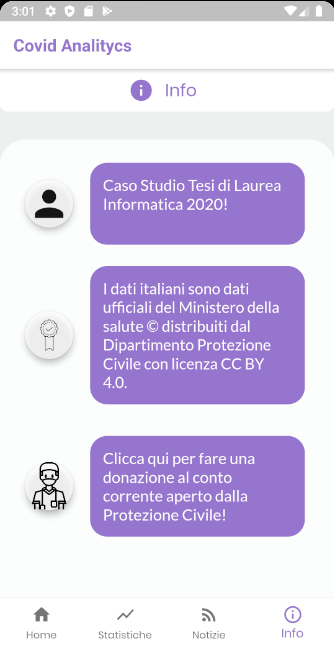 3:01
Covid Analitycs
Info
Caso Studio Tesi di Laurea
Informatica 2020!
I dati italiani sono dati
ufficiali del Ministero della
salute © distribuiti dal
Dipartimento Protezione
Civile con licenza CC BY
4.0.
Clicca qui per fare una
donazione al conto
corrente aperto dalla
Protezione Civile!
Home Statistiche Notizie Info